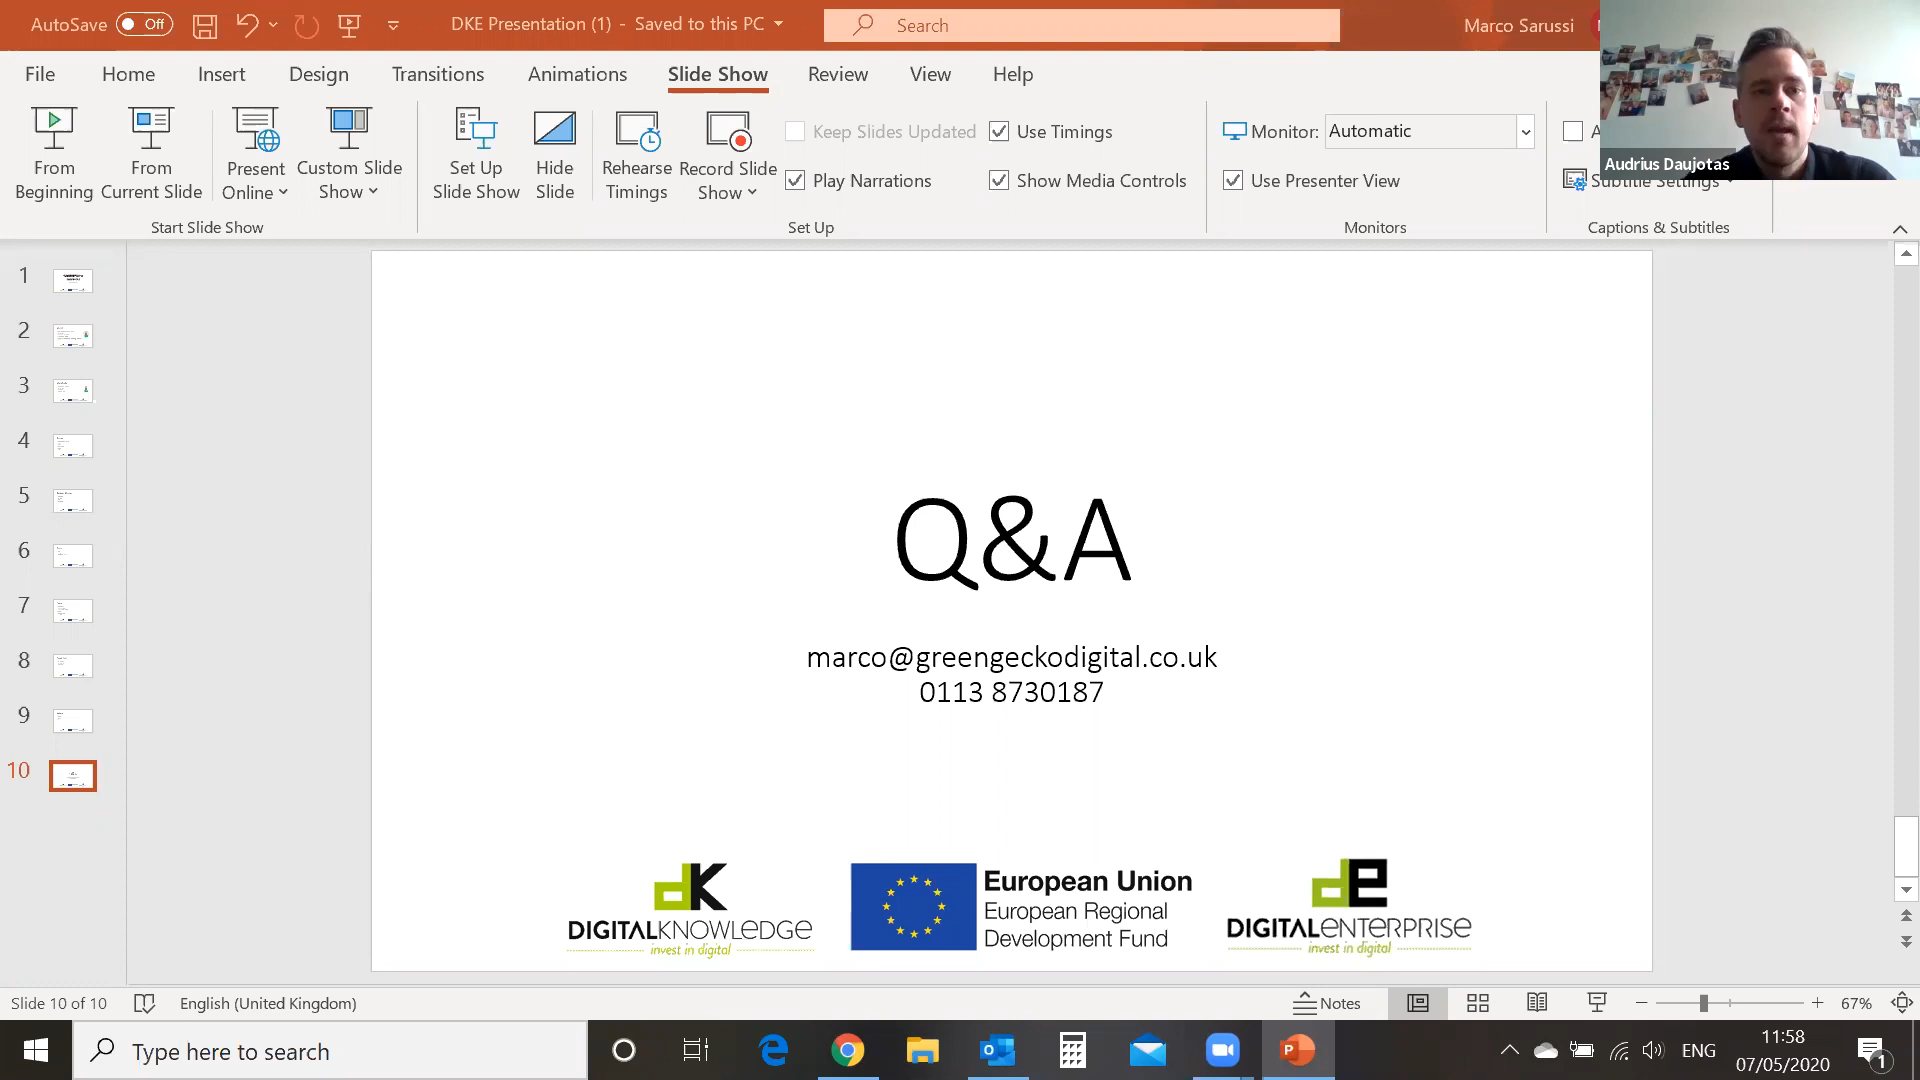 AutoSave Off
DKE Presentation (1) - Saved to this PC
Search
Marco Sarussi
File Home Insert Design Transitions Animations Slide Show Review View Help
From Beginning
From Current Slide
Present Online
Custom Slide Show
Start Slide Show
Set Up Slide Show
Hide Slide
Rehearse Timings
Record Slide Show
Keep Slides Updated
Use Timings
Play Narrations
Show Media Controls
Set Up
Monitor: Automatic
Use Presenter View
Monitors
Subtitle Settings
Captions & Subtitles
Audrius Daujotas
1
2
3
4
5
6
7
8
9
10
Q&A
marco@greengeckodigital.co.uk
0113 8730187
dK
DIGITALKNOWLEDGE
invest in digital
European Union
European Regional
Development Fund
de
DIGITALENTERPRISE
invest in digital
Slide 10 of 10
English (United Kingdom)
Notes
67%
Type here to search
ENG
11:58
07/05/2020
1